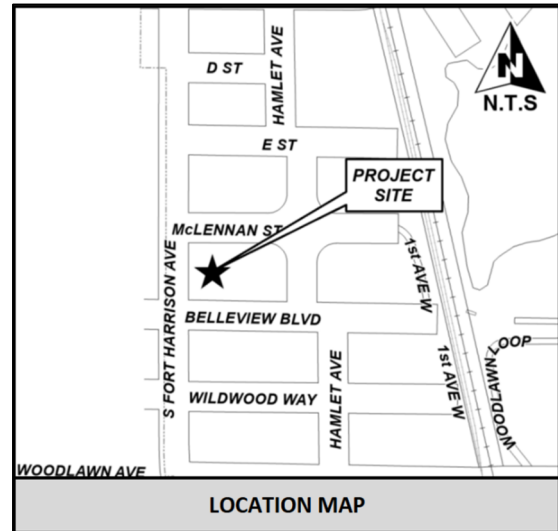 D ST
HAMLET AVE
N
N.T.S
E ST
PROJECT
SITE
McLENNAN ST
S FORT HARRISON AVE
1st AVE W
BELLEVIEW BLVD
WILDWOOD WAY
HAMLET AVE
1st AVE W
WOODLAWN LOOP
WOODLAWN AVE
LOCATION MAP